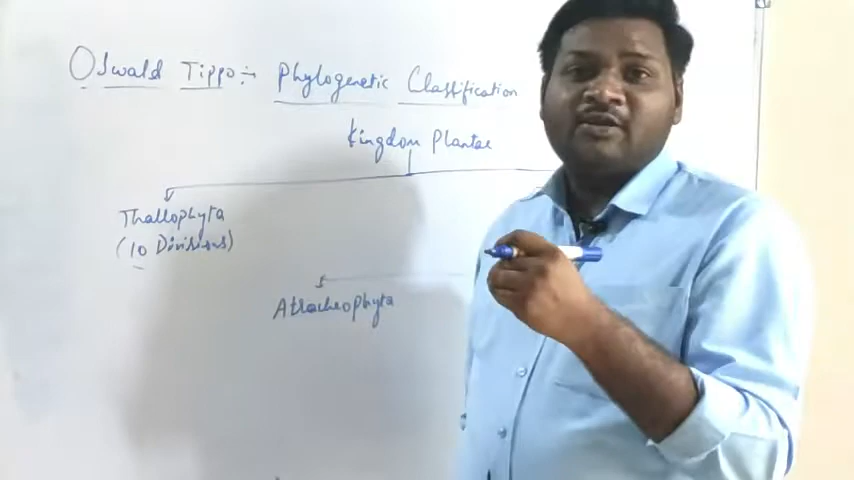 Oswald Tippo:- Phylogenetic Classification
Kingdom Plantae
Thallophyta
(10 Divisions)
Atracheophyta